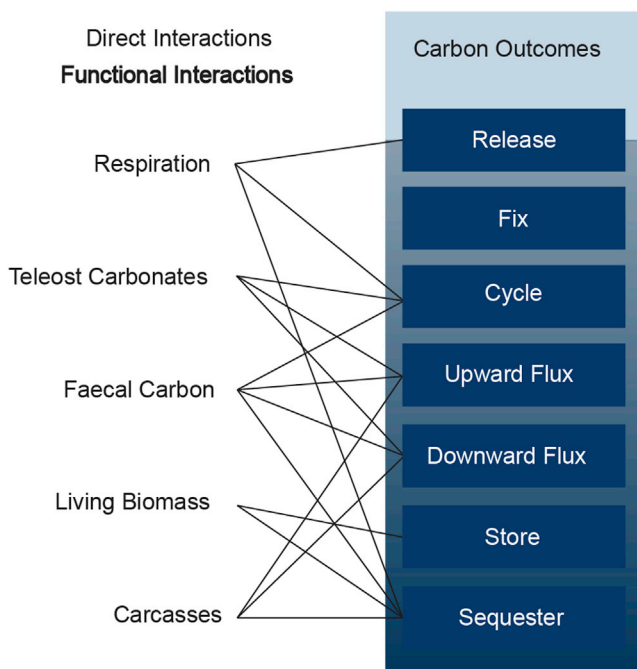 Direct Interactions
Functional Interactions
Carbon Outcomes
Respiration
Teleost Carbonates
Faecal Carbon
Living Biomass
Carcasses
Release
Fix
Cycle
Upward Flux
Downward Flux
Store
Sequester